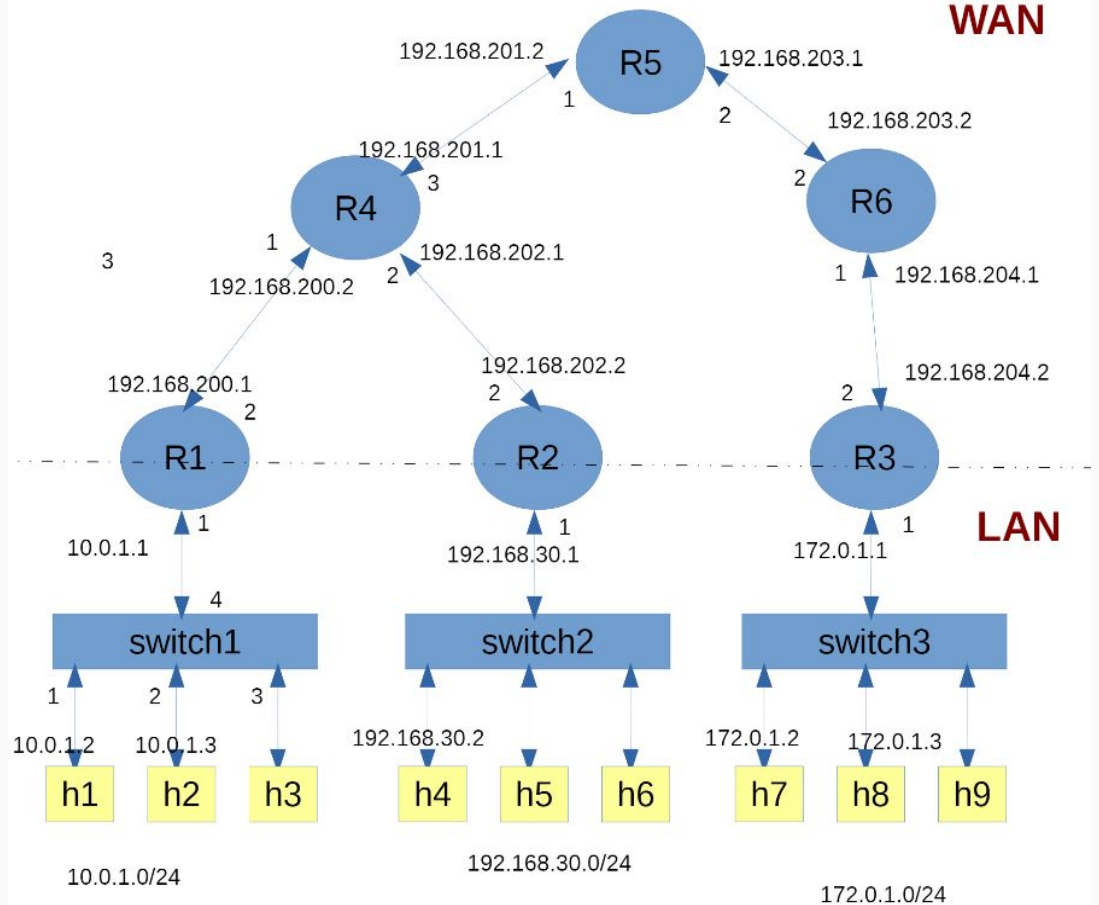 WAN
192.168.201.2
R5
192.168.203.1
1
2
192.168.203.2
192.168.201.1
3
2
R4
R6
1
192.168.202.1
3
2
1
192.168.204.1
192.168.200.2
192.168.202.2
192.168.204.2
192.168.200.1
2
2
2
R1
R2
R3
1
1
1
LAN
10.0.1.1
192.168.30.1
172.0.1.1
4
switch1
switch2
switch3
1
2
3
10.0.1.2
10.0.1.3
192.168.30.2
172.0.1.2
172.0.1.3
h1
h2
h3
h4
h5
h6
h7
h8
h9
10.0.1.0/24
192.168.30.0/24
172.0.1.0/24